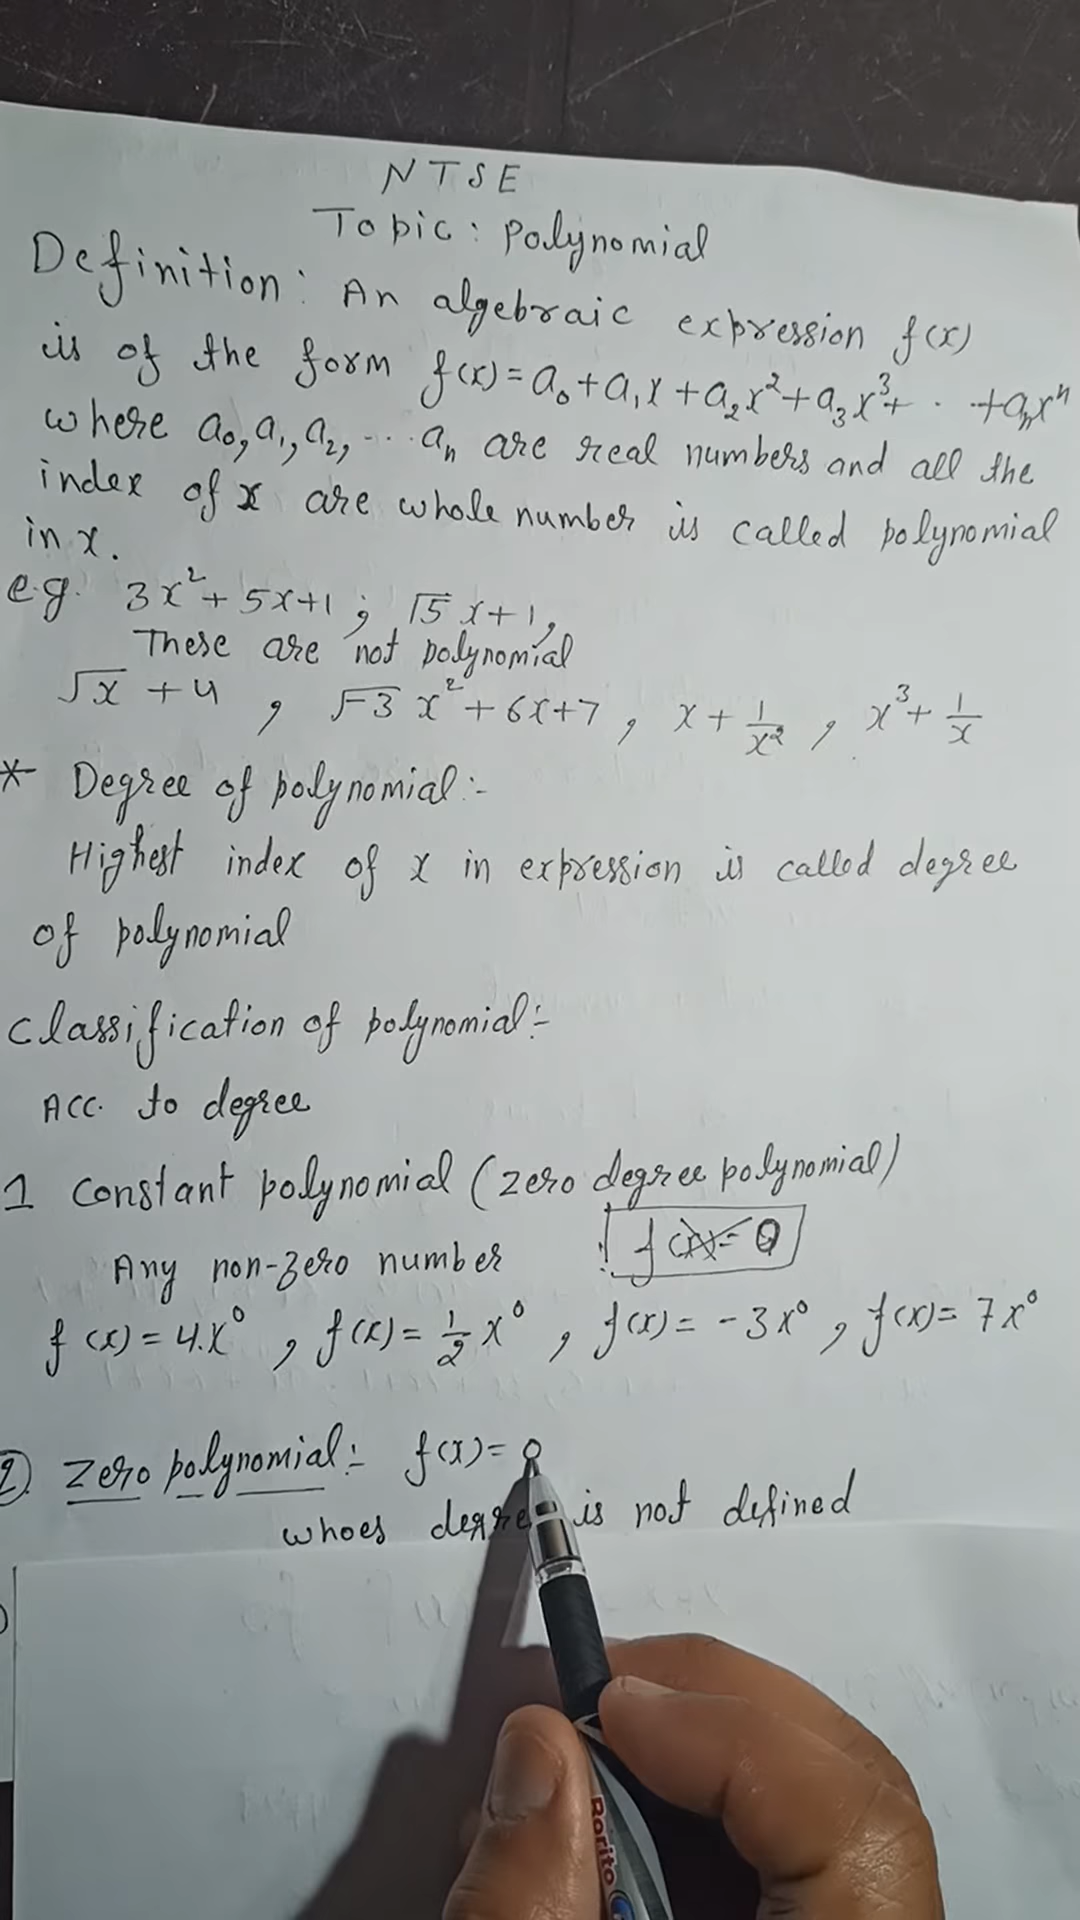 NTSE
Topic: Polynomial
Definition: An algebraic expression f(x)
is of the form f(x)=a₀+a₁x+a₂x²+a₃x³+ . . +aₙxⁿ
where a₀,a₁,a₂,...aₙ are real numbers and all the
index of x are whole number is called polynomial
in x.
e.g. 3x²+5x+1 ; √5 x+1,
These are not polynomial
√x +4 , √-3 x²+6x+7 , x+1/x² , x³+1/x
* Degree of polynomial:-
Highest index of x in expression is called degree
of polynomial
Classification of polynomial:-
Acc. to degree
1 Constant polynomial (zero degree polynomial)
Any non-zero number f(x)=0
f(x)=4.x⁰ , f(x)=1/2 x⁰ , f(x)=-3x⁰ , f(x)=7x⁰
2. Zero polynomial:- f(x)=0
whoes degree is not defined
Rorito